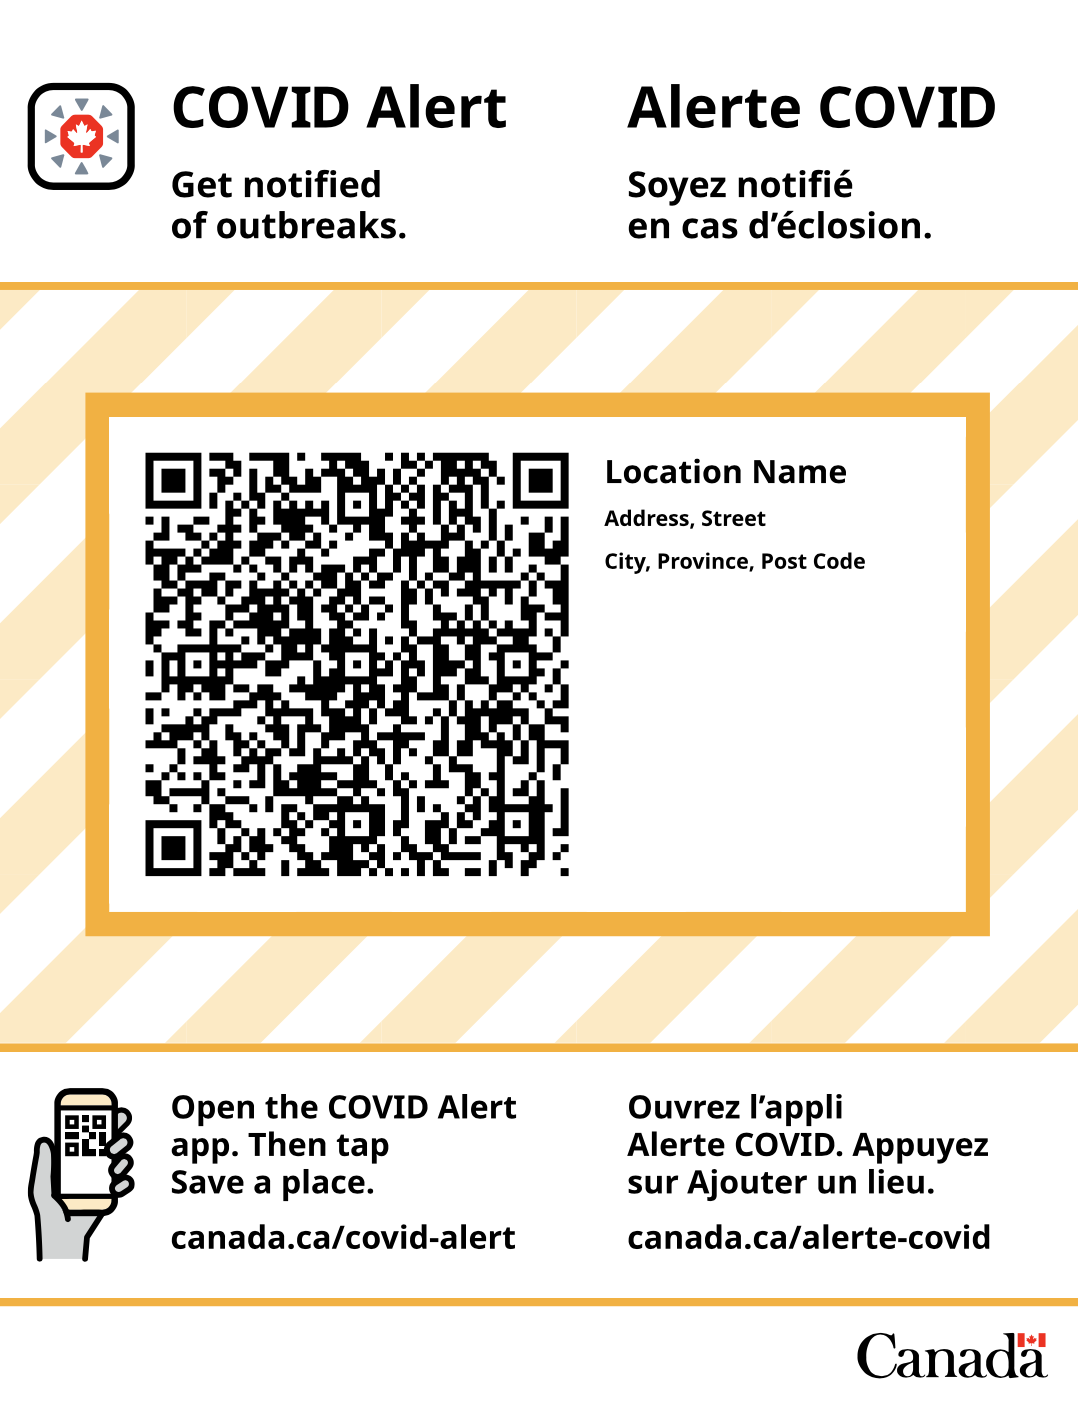 COVID Alert
Get notified
of outbreaks.
Alerte COVID
Soyez notifié
en cas d’éclosion.
Location Name
Address, Street
City, Province, Post Code
Open the COVID Alert
app. Then tap
Save a place.
canada.ca/covid-alert
Ouvrez l’appli
Alerte COVID. Appuyez
sur Ajouter un lieu.
canada.ca/alerte-covid
Canada